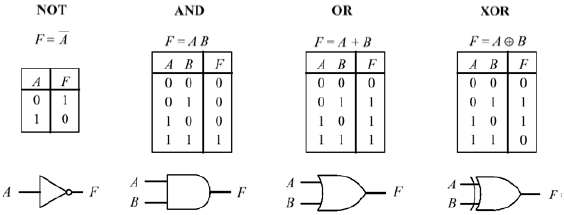 NOT AND OR XOR
F = A̅ F = A B F = A + B F = A ⊕ B
A F
0 1
1 0
A B F
0 0 0
0 1 0
1 0 0
1 1 1
A B F
0 0 0
0 1 1
1 0 1
1 1 1
A B F
0 0 0
0 1 1
1 0 1
1 1 0
A F
A B F
A B F
A B F =